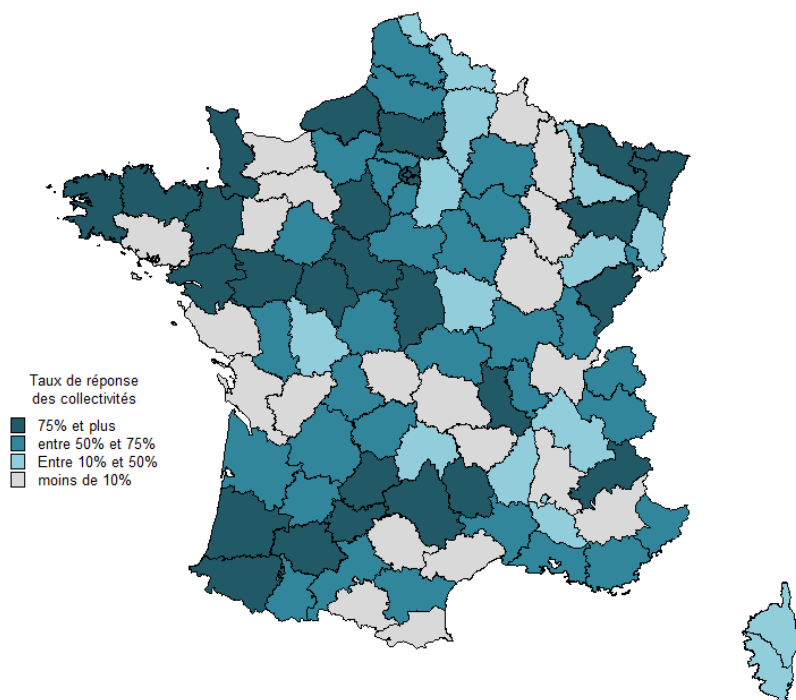 Taux de réponse
des collectivités
75% et plus
entre 50% et 75%
Entre 10% et 50%
moins de 10%